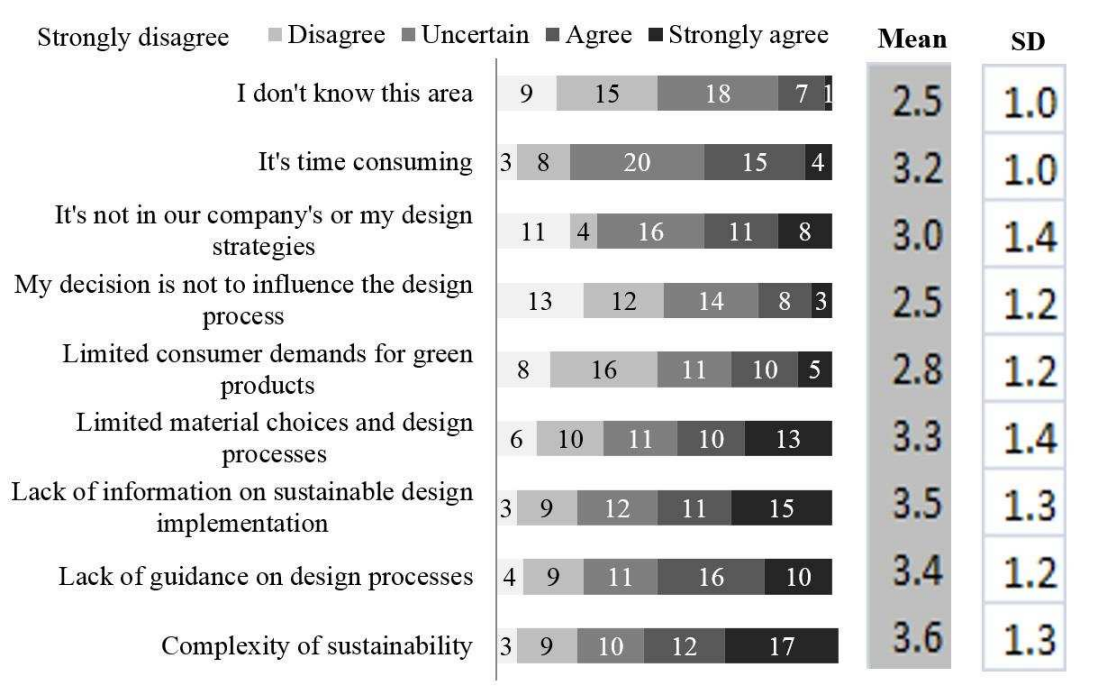 Strongly disagree Disagree Uncertain Agree Strongly agree Mean SD
I don't know this area 9 15 18 7 1 2.5 1.0
It's time consuming 3 8 20 15 4 3.2 1.0
It's not in our company's or my design
strategies 11 4 16 11 8 3.0 1.4
My decision is not to influence the design
process 13 12 14 8 3 2.5 1.2
Limited consumer demands for green
products 8 16 11 10 5 2.8 1.2
Limited material choices and design
processes 6 10 11 10 13 3.3 1.4
Lack of information on sustainable design
implementation 3 9 12 11 15 3.5 1.3
Lack of guidance on design processes 4 9 11 16 10 3.4 1.2
Complexity of sustainability 3 9 10 12 17 3.6 1.3